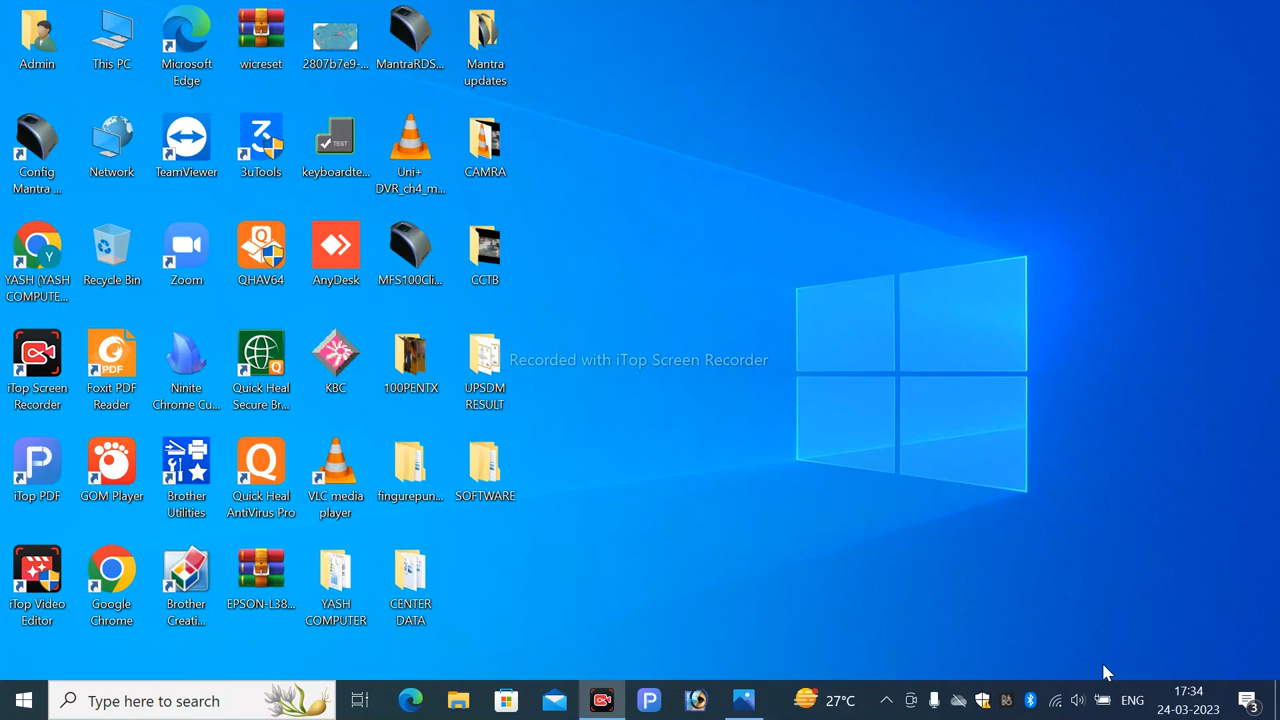 Admin
This PC
Microsoft
Edge
wicreset
2807b7e9-...
MantraRDS...
Mantra
updates
Config
Mantra ...
Network
TeamViewer
3uTools
TEST
keyboardte...
Uni+
DVR_ch4_m...
CAMRA
Y
YASH (YASH
COMPUTE...
Recycle Bin
Zoom
QHAV64
AnyDesk
MFS100Cli...
CCTB
iTop Screen
Recorder
PDF
Foxit PDF
Reader
Ninite
Chrome Cu...
Quick Heal
Secure Br...
KBC
100PENTX
UPSDM
RESULT
Recorded with iTop Screen Recorder
iTop PDF
GOM Player
Brother
Utilities
Quick Heal
AntiVirus Pro
VLC media
player
fingurepun...
SOFTWARE
iTop Video
Editor
Google
Chrome
Brother
Creati...
EPSON-L38...
YASH
COMPUTER
CENTER
DATA
Type here to search
27°C
ENG
17:34
24-03-2023
3